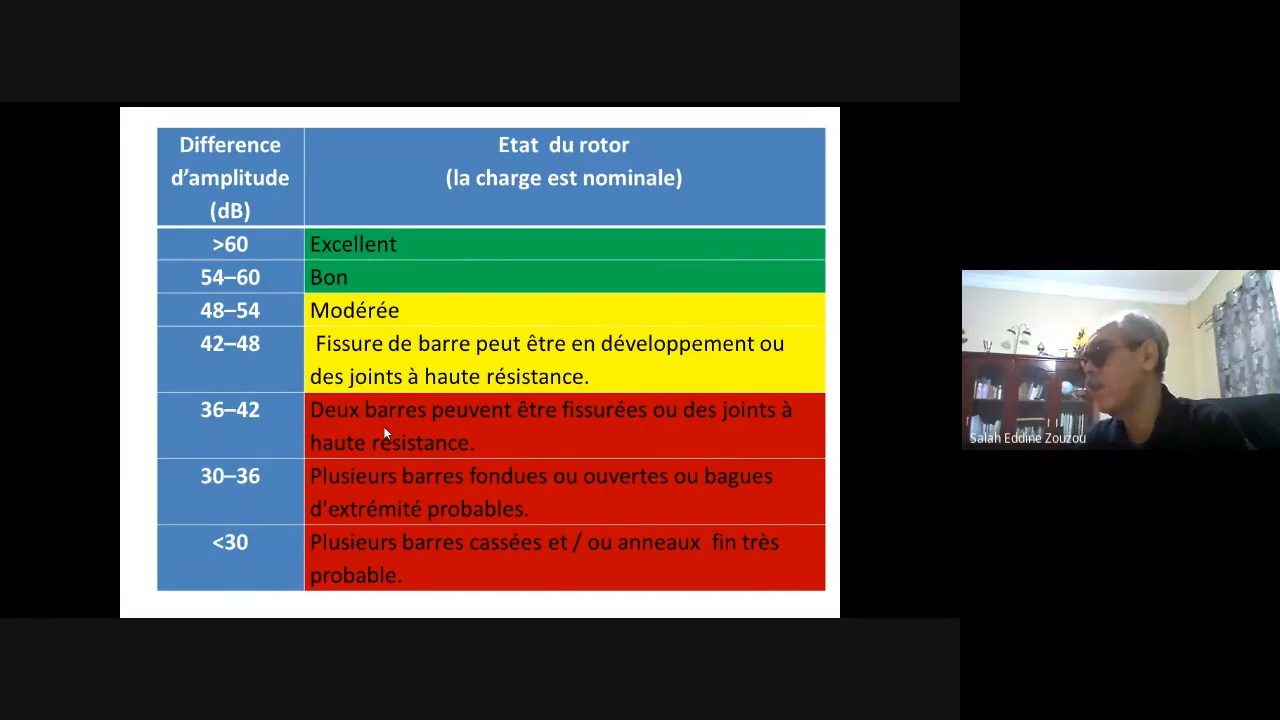 Difference
d’amplitude
(dB)
Etat du rotor
(la charge est nominale)
>60
Excellent
54–60
Bon
48–54
Modérée
42–48
Fissure de barre peut être en développement ou
des joints à haute résistance.
36–42
Deux barres peuvent être fissurées ou des joints à
haute résistance.
30–36
Plusieurs barres fondues ou ouvertes ou bagues
d'extrémité probables.
<30
Plusieurs barres cassées et / ou anneaux fin très
probable.
Salah Eddine Zouzou